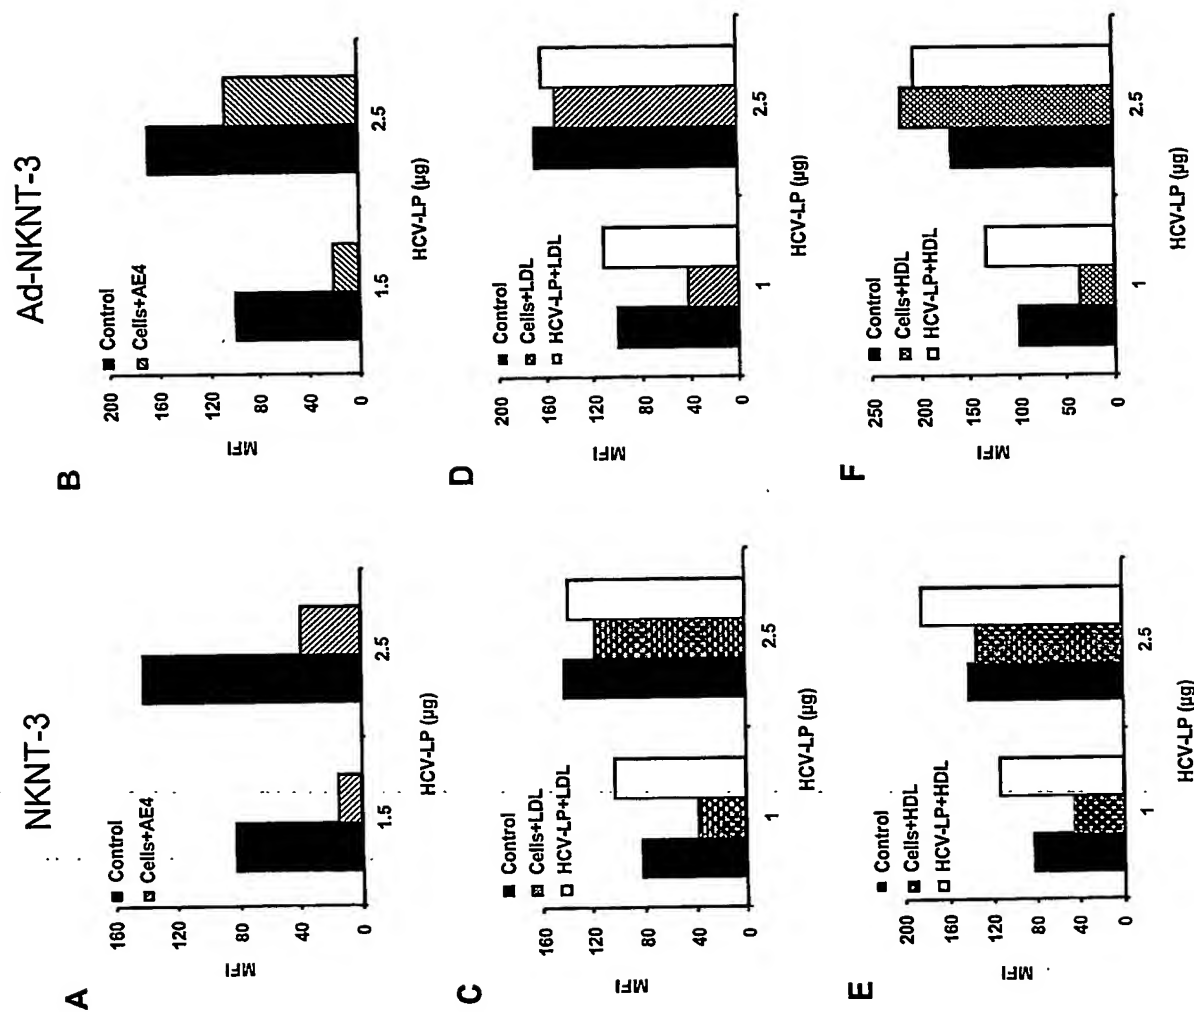 NKNT-3
Ad-NKNT-3
A
MFI
160
120
80
40
0
Control
Cells+AE4
1.5
2.5
HCV-LP (µg)
B
MFI
200
160
120
80
40
0
Control
Cells+AE4
1.5
2.5
HCV-LP (µg)
C
MFI
160
120
80
40
0
Control
Cells+LDL
HCV-LP+LDL
1
2.5
HCV-LP (µg)
D
MFI
200
160
120
80
40
0
Control
Cells+LDL
HCV-LP+LDL
1
2.5
HCV-LP (µg)
E
MFI
200
160
120
80
40
0
Control
Cells+HDL
HCV-LP+HDL
1
2.5
HCV-LP (µg)
F
MFI
250
200
150
100
50
0
Control
Cells+HDL
HCV-LP+HDL
1
2.5
HCV-LP (µg)